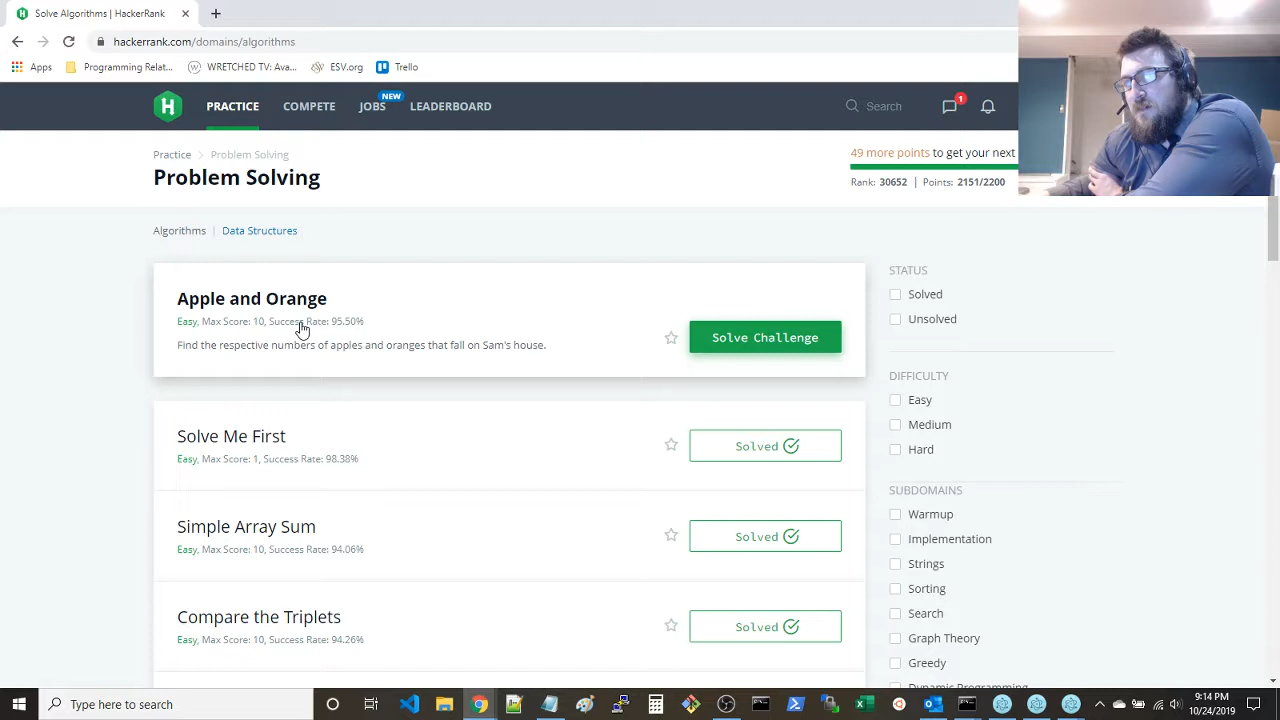 Solve Algorithms | HackerRank
hackerrank.com/domains/algorithms
Apps
Programming Relat...
WRETCHED TV: Ava...
ESV.org
Trello
H
PRACTICE
COMPETE
JOBS
NEW
LEADERBOARD
Search
1
Practice > Problem Solving
Problem Solving
49 more points to get your next
Rank: 30652 | Points: 2151/2200
Algorithms | Data Structures
Apple and Orange
Easy, Max Score: 10, Success Rate: 95.50%
Find the respective numbers of apples and oranges that fall on Sam's house.
Solve Challenge
Solve Me First
Easy, Max Score: 1, Success Rate: 98.38%
Solved
Simple Array Sum
Easy, Max Score: 10, Success Rate: 94.06%
Solved
Compare the Triplets
Easy, Max Score: 10, Success Rate: 94.26%
Solved
STATUS
Solved
Unsolved
DIFFICULTY
Easy
Medium
Hard
SUBDOMAINS
Warmup
Implementation
Strings
Sorting
Search
Graph Theory
Greedy
Dynamic Programming
Type here to search
9:14 PM
10/24/2019